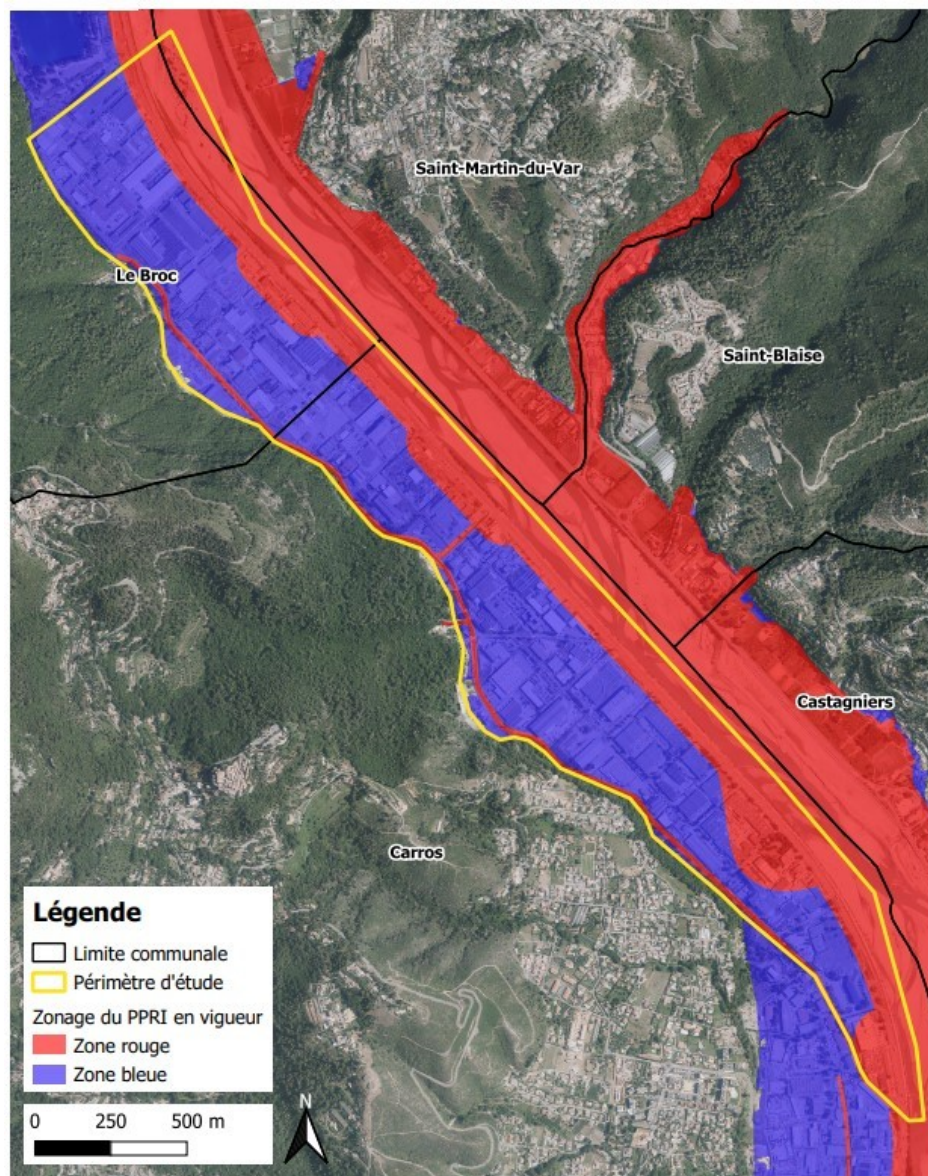 Saint-Martin-du-Var
Le Broc
Saint-Blaise
Castagniers
Carros
Légende
Limite communale
Périmètre d'étude
Zonage du PPRI en vigueur
Zone rouge
Zone bleue
0 250 500 m
N